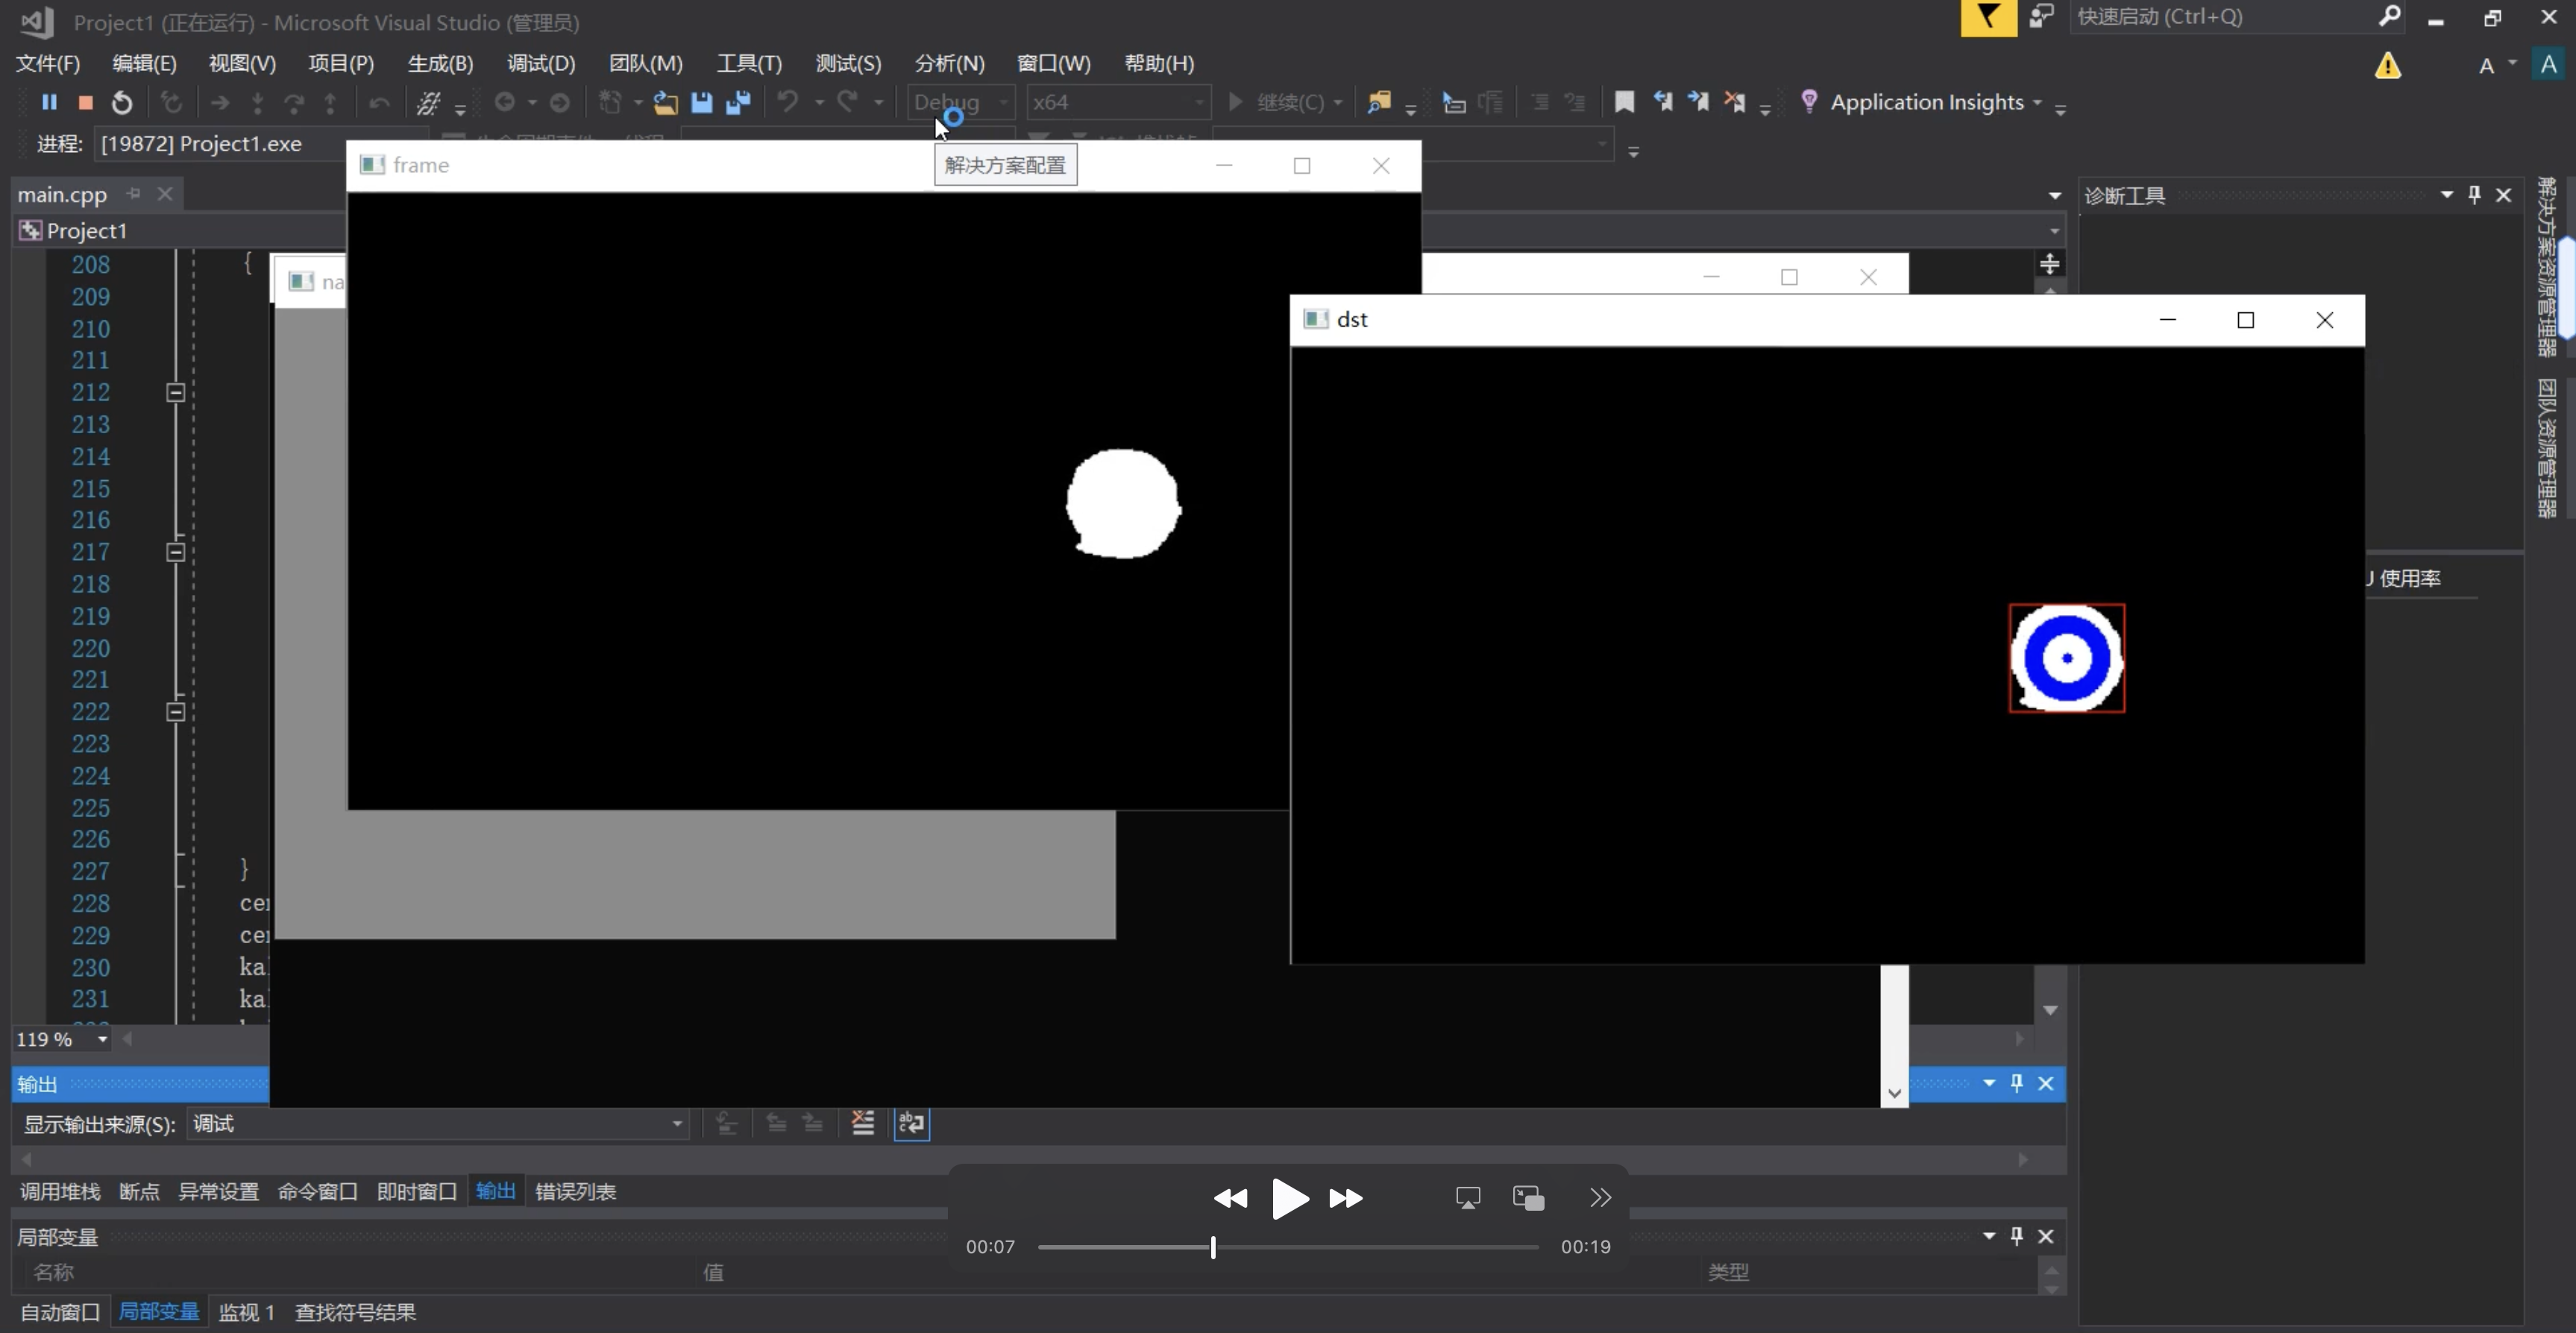 Project1 (正在运行) - Microsoft Visual Studio (管理员)
快速启动 (Ctrl+Q)
文件(F) 编辑(E) 视图(V) 项目(P) 生成(B) 调试(D) 团队(M) 工具(T) 测试(S) 分析(N) 窗口(W) 帮助(H)
A A
Debug x64 继续(C) Application Insights
进程: [19872] Project1.exe
frame
解决方案配置
main.cpp
诊断工具
解决方案资源管理器
团队资源管理器
Project1
208 {
na
209
dst
210
211
212
213
214
215
216
217
218
使用率
219
220
221
222
223
224
225
226
227 }
228 cen
229 cen
230 kal
231 kal
119 %
输出
显示输出来源(S): 调试
调用堆栈 断点 异常设置 命令窗口 即时窗口 输出 错误列表
局部变量
00:07 00:19
名称 值 类型
自动窗口 局部变量 监视 1 查找符号结果